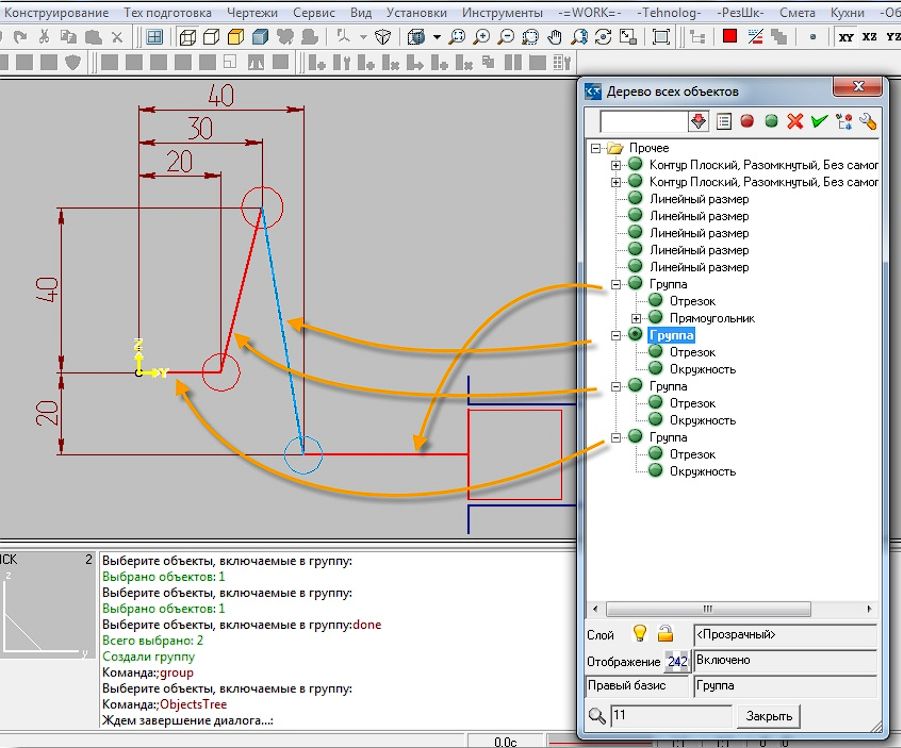 Конструирование Тех подготовка Чертежи Сервис Вид Установки Инструменты -=WORK=- -Tehnolog- -РезШк- Смета Кухни -Об
XY XZ YZ
40
30
20
40
20
Z
Y
Дерево всех объектов
Прочее
Контур Плоский, Разомкнутый, Без самог
Контур Плоский, Разомкнутый, Без самог
Линейный размер
Линейный размер
Линейный размер
Линейный размер
Линейный размер
Группа
Отрезок
Прямоугольник
Группа
Отрезок
Окружность
Группа
Отрезок
Окружность
Группа
Отрезок
Окружность
Слой <Прозрачный>
Отображение 242 Включено
Правый базис Группа
11 Закрыть
ИСК 2
z
y
Выберите объекты, включаемые в группу:
Выбрано объектов: 1
Выберите объекты, включаемые в группу:
Выбрано объектов: 1
Выберите объекты, включаемые в группу:done
Всего выбрано: 2
Создали группу
Команда:;group
Выберите объекты, включаемые в группу:
Команда:;ObjectsTree
Ждем завершение диалога...:
0.0с